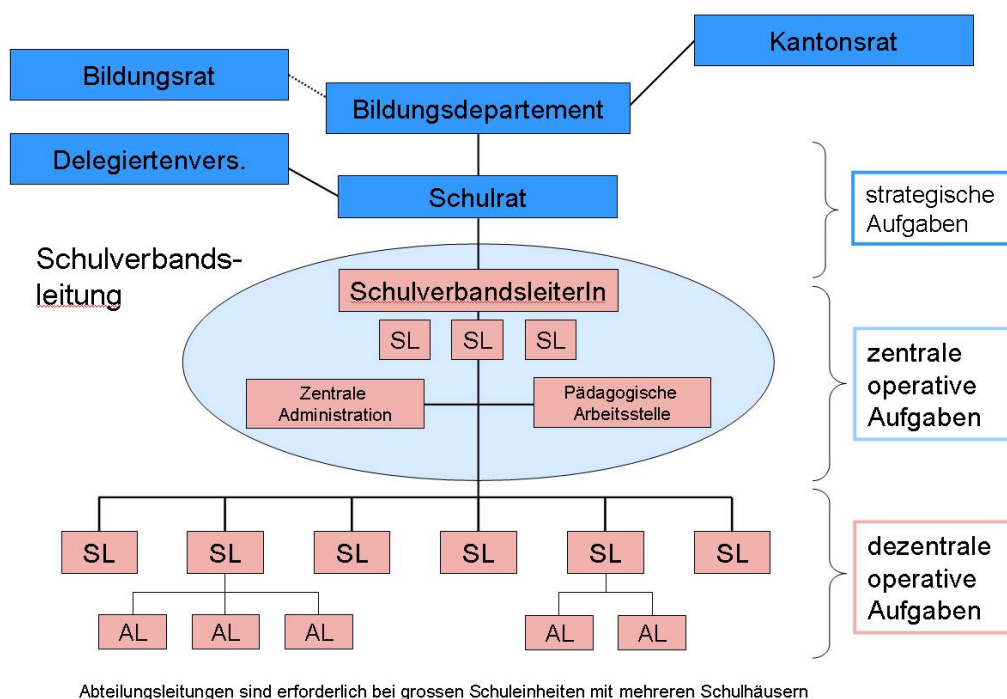 Kantonsrat
Bildungsrat
Bildungsdepartement
Delegiertenvers.
Schulrat
strategische
Aufgaben
Schulverbands-
leitung
SchulverbandsleiterIn
SL SL SL
zentrale
operative
Aufgaben
Zentrale
Administration
Pädagogische
Arbeitsstelle
SL SL SL SL SL SL
dezentrale
operative
Aufgaben
AL AL AL AL AL
Abteilungsleitungen sind erforderlich bei grossen Schuleinheiten mit mehreren Schulhäusern